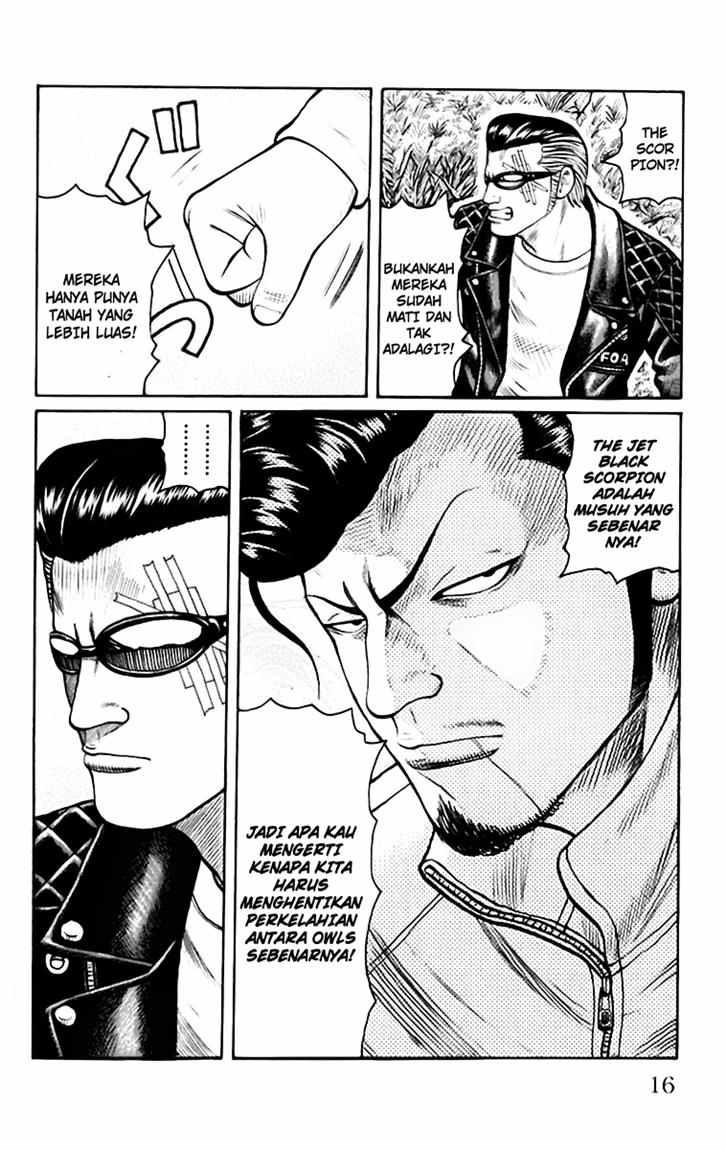 THE
SCOR
PION?!
BUKANKAH
MEREKA
SUDAH
MATI DAN
TAK
ADALAGI?!
FOA
MEREKA
HANYA PUNYA
TANAH YANG
LEBIH LUAS!
THE JET
BLACK
SCORPION
ADALAH
MUSUH YANG
SEBENAR
NYA!
JADI APA KAU
MENGERTI
KENAPA KITA
HARUS
MENGHENTIKAN
PERKELAHIAN
ANTARA OWLS
SEBENARNYA!
16